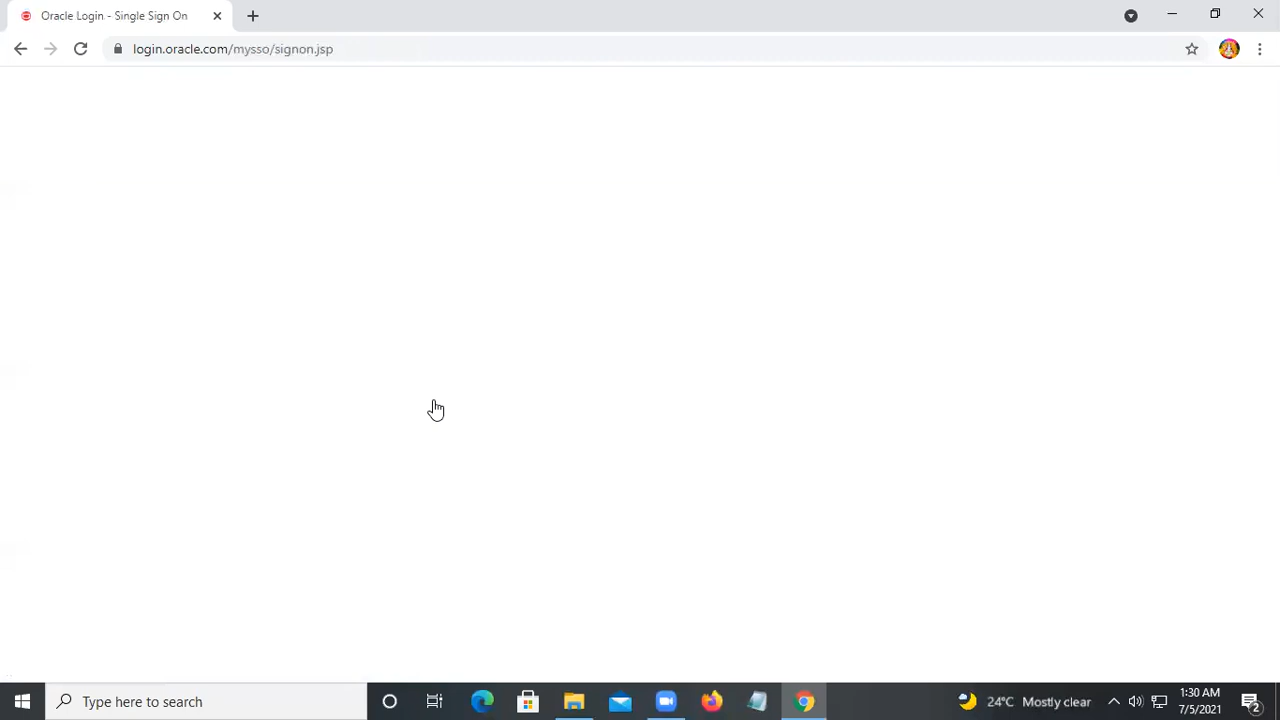 Oracle Login - Single Sign On
login.oracle.com/mysso/signon.jsp
Type here to search
24°C Mostly clear
1:30 AM
7/5/2021
2